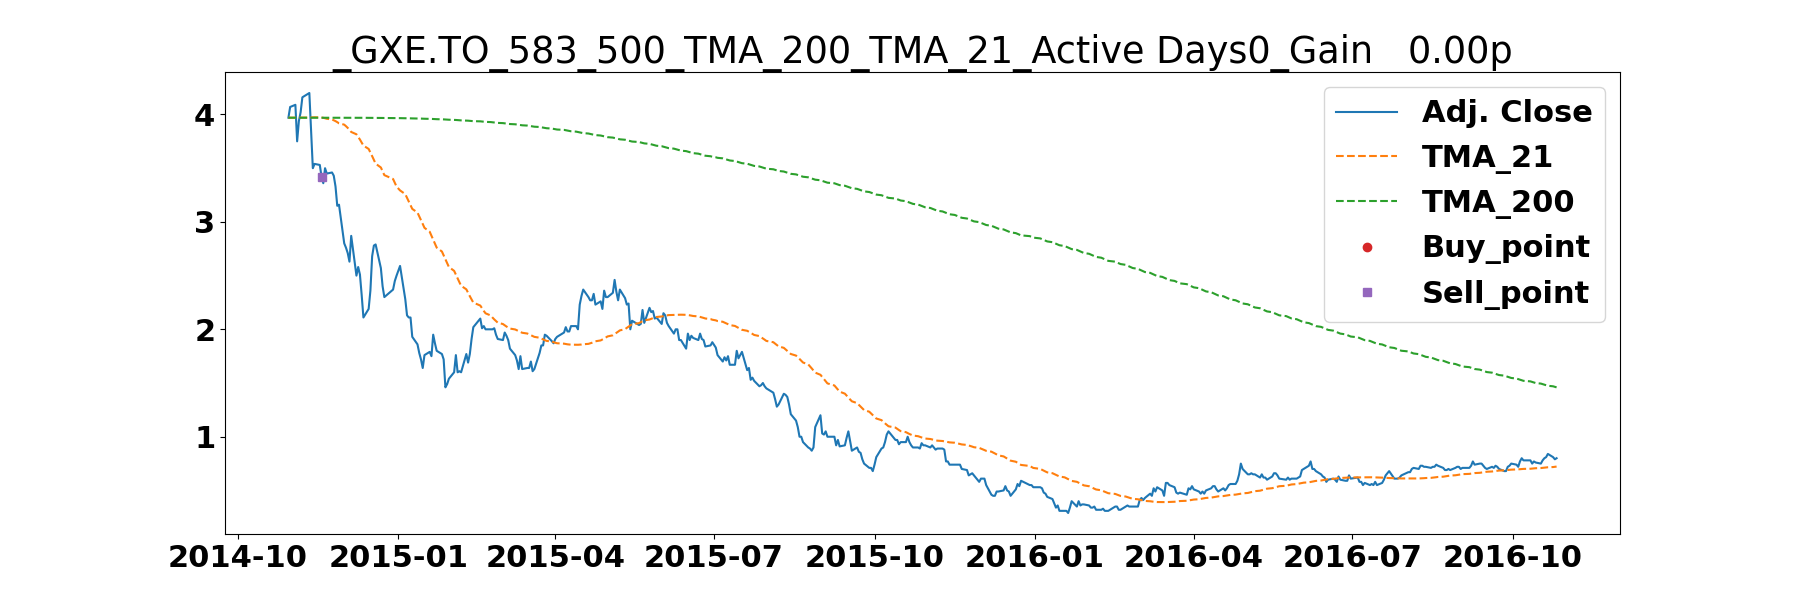 _GXE.TO_583_500_TMA_200_TMA_21_Active Days0_Gain   0.00p
4
3
2
1
Adj. Close
TMA_21
TMA_200
Buy_point
Sell_point
2014-10 2015-01 2015-04 2015-07 2015-10 2016-01 2016-04 2016-07 2016-10